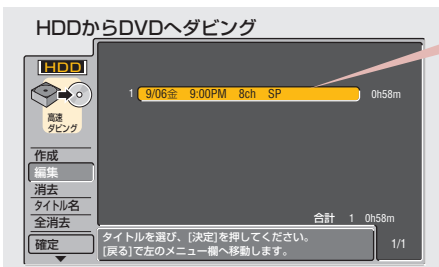 HDDからDVDへダビング
HDD
1 9/06金 9:00PM 8ch SP 0h58m
高速
ダビング
作成
編集
消去
タイトル名
全消去
確定
合計 1 0h58m
タイトルを選び、[決定]を押してください。
[戻る]で左のメニュー欄へ移動します。
1/1